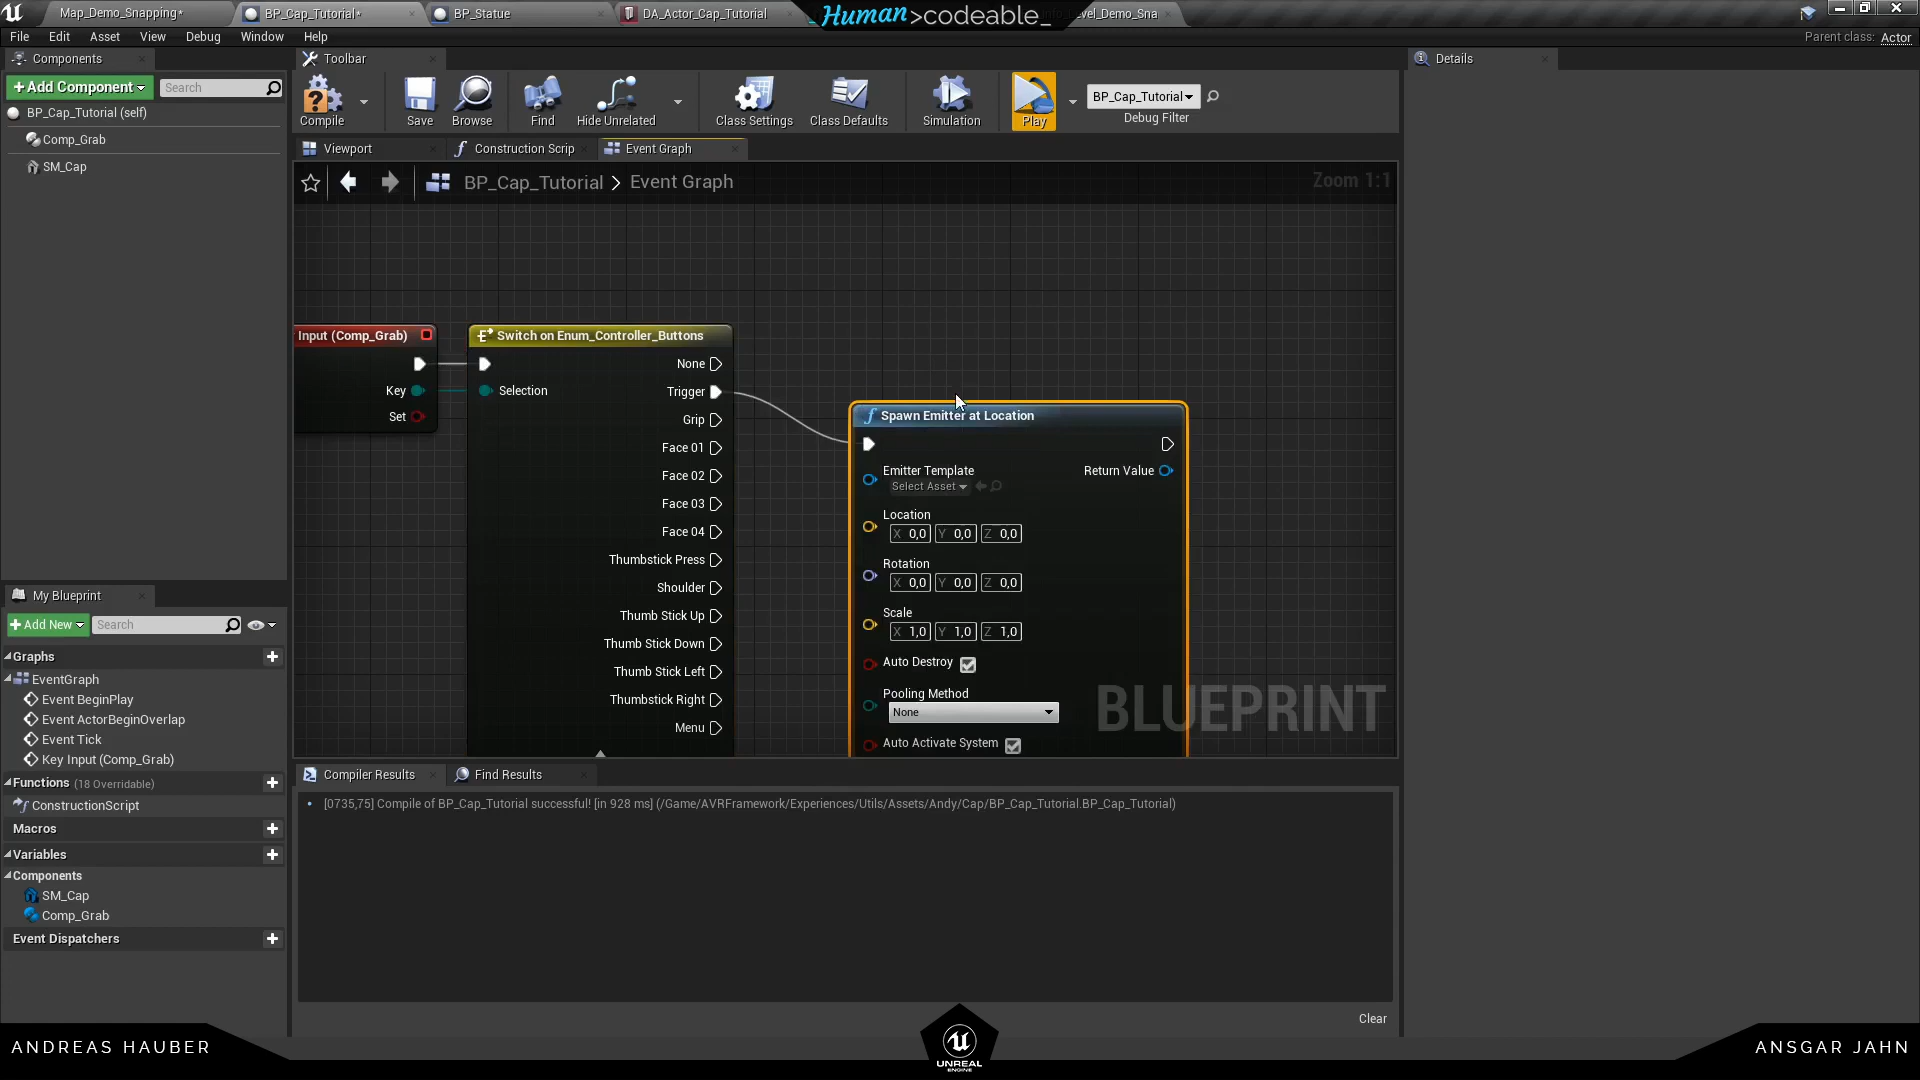 Map_Demo_Snapping*
BP_Cap_Tutorial*
BP_Statue
DA_Actor_Cap_Tutorial
Human>codeable_
Level_Demo_Sna
File
Edit
Asset
View
Debug
Window
Help
Parent class: Actor
Components
Toolbar
Details
+Add Component
Search
Compile
Save
Browse
Find
Hide Unrelated
Class Settings
Class Defaults
Simulation
Play
BP_Cap_Tutorial
Debug Filter
BP_Cap_Tutorial (self)
Comp_Grab
SM_Cap
Viewport
Construction Scrip
Event Graph
BP_Cap_Tutorial > Event Graph
Zoom 1:1
Input (Comp_Grab)
Key
Set
Switch on Enum_Controller_Buttons
Selection
None
Trigger
Grip
Face 01
Face 02
Face 03
Face 04
Thumbstick Press
Shoulder
Thumb Stick Up
Thumb Stick Down
Thumb Stick Left
Thumbstick Right
Menu
Spawn Emitter at Location
Emitter Template
Select Asset
Return Value
Location
X 0,0 Y 0,0 Z 0,0
Rotation
X 0,0 Y 0,0 Z 0,0
Scale
X 1,0 Y 1,0 Z 1,0
Auto Destroy
Pooling Method
None
Auto Activate System
BLUEPRINT
My Blueprint
+Add New
Search
Graphs
EventGraph
Event BeginPlay
Event ActorBeginOverlap
Event Tick
Key Input (Comp_Grab)
Functions (18 Overridable)
ConstructionScript
Macros
Variables
Components
SM_Cap
Comp_Grab
Event Dispatchers
Compiler Results
Find Results
[0735,75] Compile of BP_Cap_Tutorial successful! [in 928 ms] (/Game/AVRFramework/Experiences/Utils/Assets/Andy/Cap/BP_Cap_Tutorial.BP_Cap_Tutorial)
Clear
ANDREAS HAUBER
UNREAL
ENGINE
ANSGAR JAHN